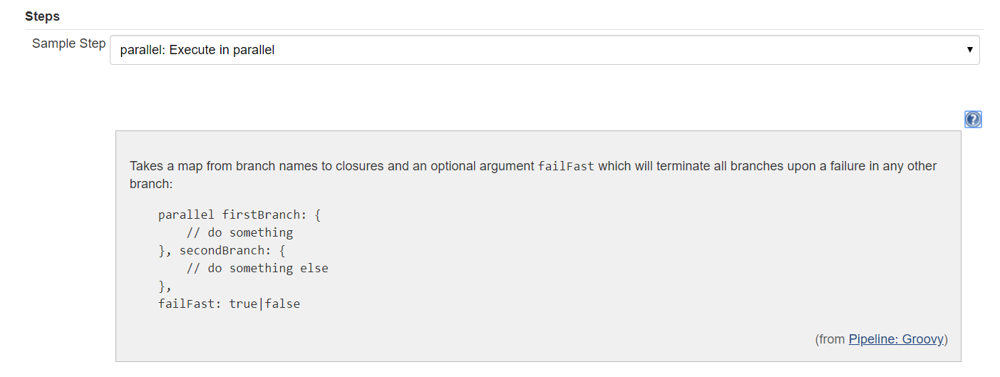 Steps
Sample Step
parallel: Execute in parallel
Takes a map from branch names to closures and an optional argument failFast which will terminate all branches upon a failure in any other
branch:
parallel firstBranch: {
    // do something
}, secondBranch: {
    // do something else
},
failFast: true|false
(from Pipeline: Groovy)